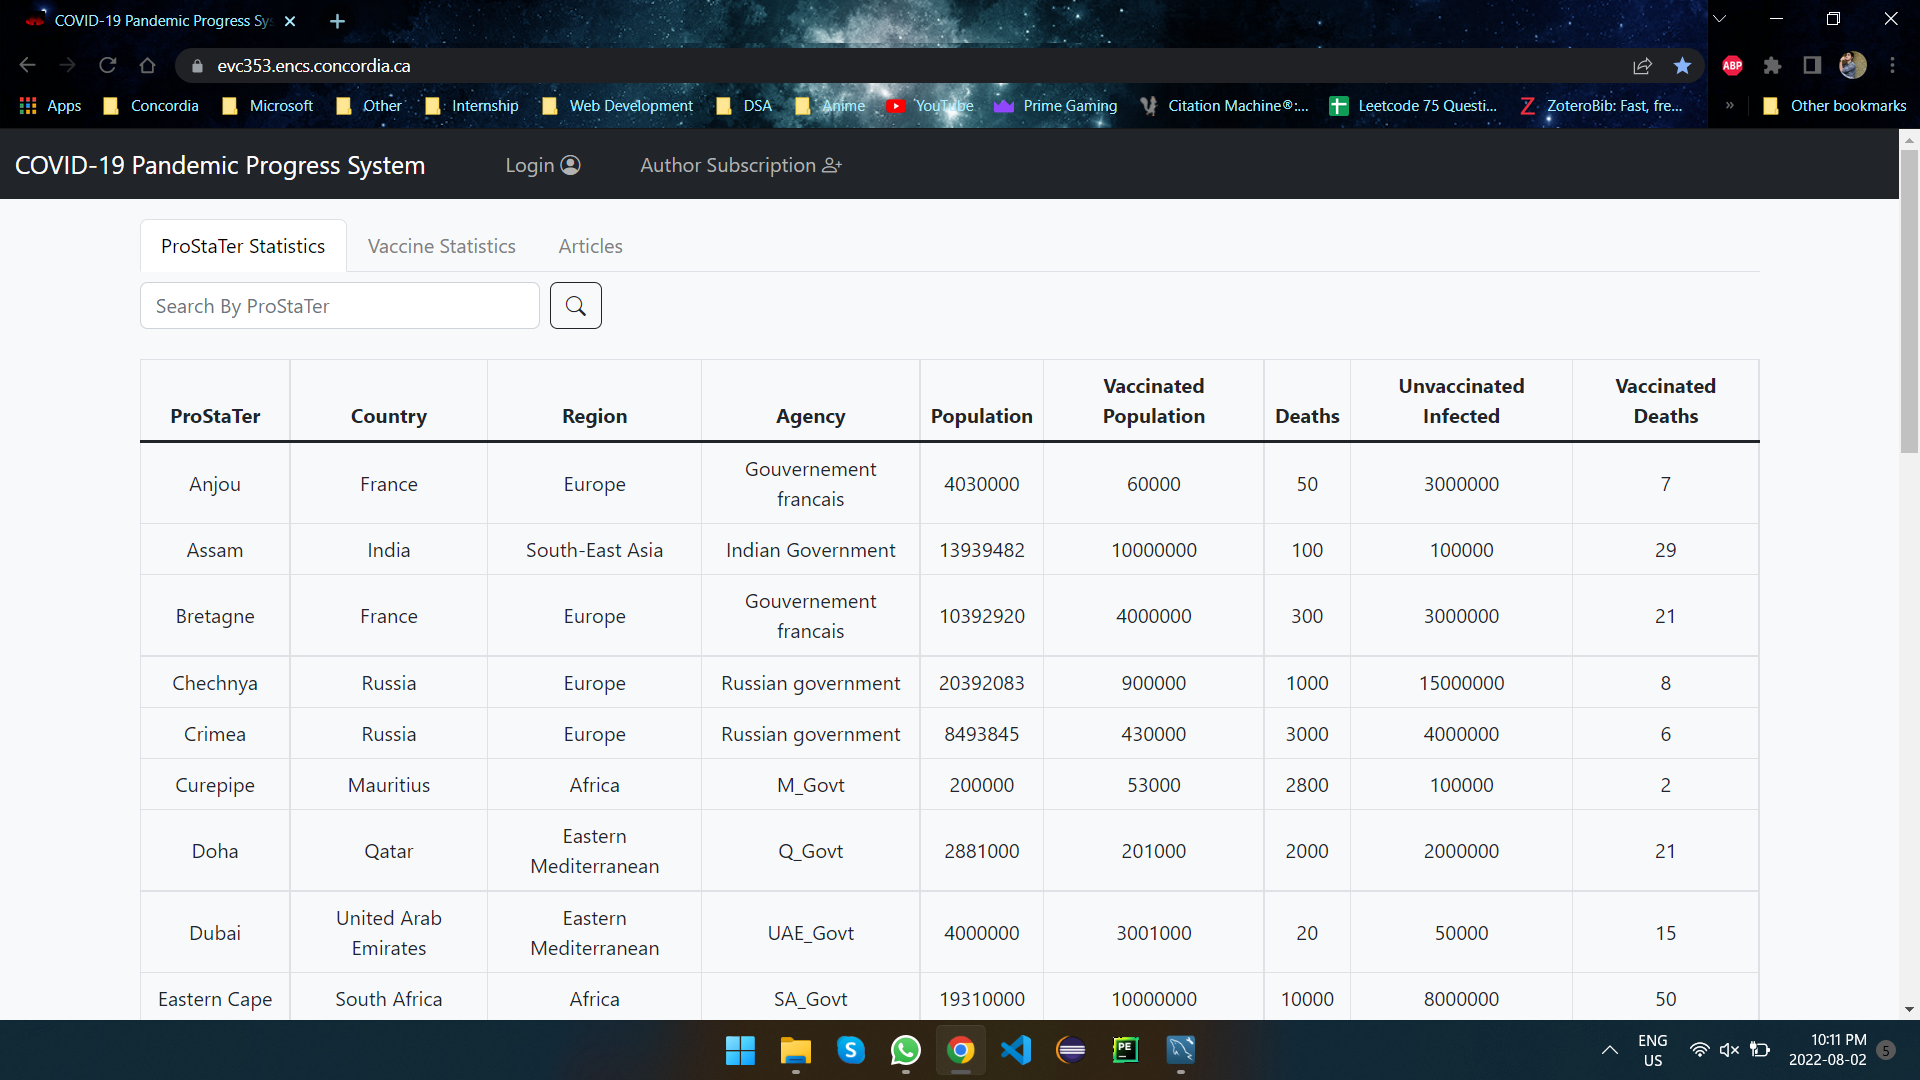 COVID-19 Pandemic Progress Sy
evc353.encs.concordia.ca
ABP
Apps Concordia Microsoft Other Internship Web Development DSA Anime YouTube Prime Gaming Citation Machine®:... Leetcode 75 Questi... ZoteroBib: Fast, fre... » Other bookmarks
COVID-19 Pandemic Progress System Login Author Subscription
ProStaTer Statistics Vaccine Statistics Articles
Search By ProStaTer
ProStaTer Country Region Agency Population Vaccinated Population Deaths Unvaccinated Infected Vaccinated Deaths
Anjou France Europe Gouvernement francais 4030000 60000 50 3000000 7
Assam India South-East Asia Indian Government 13939482 10000000 100 100000 29
Bretagne France Europe Gouvernement francais 10392920 4000000 300 3000000 21
Chechnya Russia Europe Russian government 20392083 900000 1000 15000000 8
Crimea Russia Europe Russian government 8493845 430000 3000 4000000 6
Curepipe Mauritius Africa M_Govt 200000 53000 2800 100000 2
Doha Qatar Eastern Mediterranean Q_Govt 2881000 201000 2000 2000000 21
Dubai United Arab Emirates Eastern Mediterranean UAE_Govt 4000000 3001000 20 50000 15
Eastern Cape South Africa Africa SA_Govt 19310000 10000000 10000 8000000 50
S
PE
ENG
US
10:11 PM
2022-08-02
5